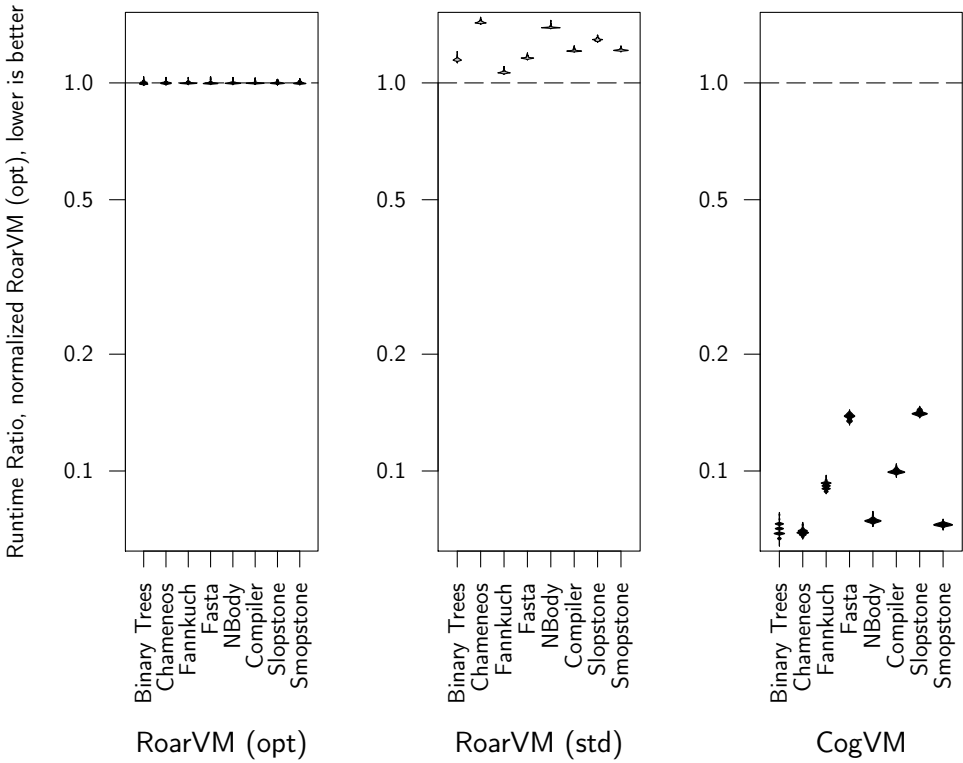 Runtime Ratio, normalized RoarVM (opt), lower is better
1.0
0.5
0.2
0.1
Binary Trees
Chameneos
Fannkuch
Fasta
NBody
Compiler
Slopstone
Smopstone
RoarVM (opt)
1.0
0.5
0.2
0.1
Binary Trees
Chameneos
Fannkuch
Fasta
NBody
Compiler
Slopstone
Smopstone
RoarVM (std)
1.0
0.5
0.2
0.1
Binary Trees
Chameneos
Fannkuch
Fasta
NBody
Compiler
Slopstone
Smopstone
CogVM